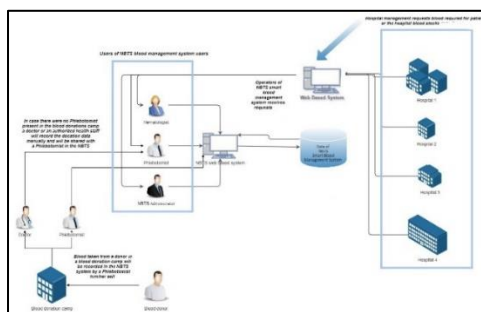 Hospital management requests blood required for patie
or the hospital blood stocks
Users of NBTS blood management system users
Operators of
NBTS smart
blood
management
system receives
requests
Web Based System
Hospital 1
In case there were no Phlebotomist
present in the blood donations camp
a doctor or an authorized health staff
will record the donation data
manually and will be shared with
a Phlebotomist in the NBTS
Hematologist
Hospital 2
Phlebotomist
NBTS web based system
Data of
NBTS
Smart Blood
Management system
Hospital 3
NBTS Administrator
Doctor
Phlebotomist
Hospital 4
Blood taken from a donor in
a blood donation camp will
be recorded in the NBTS
system by a Phlebotomist
him/her self
Blood donation camp
Blood donor